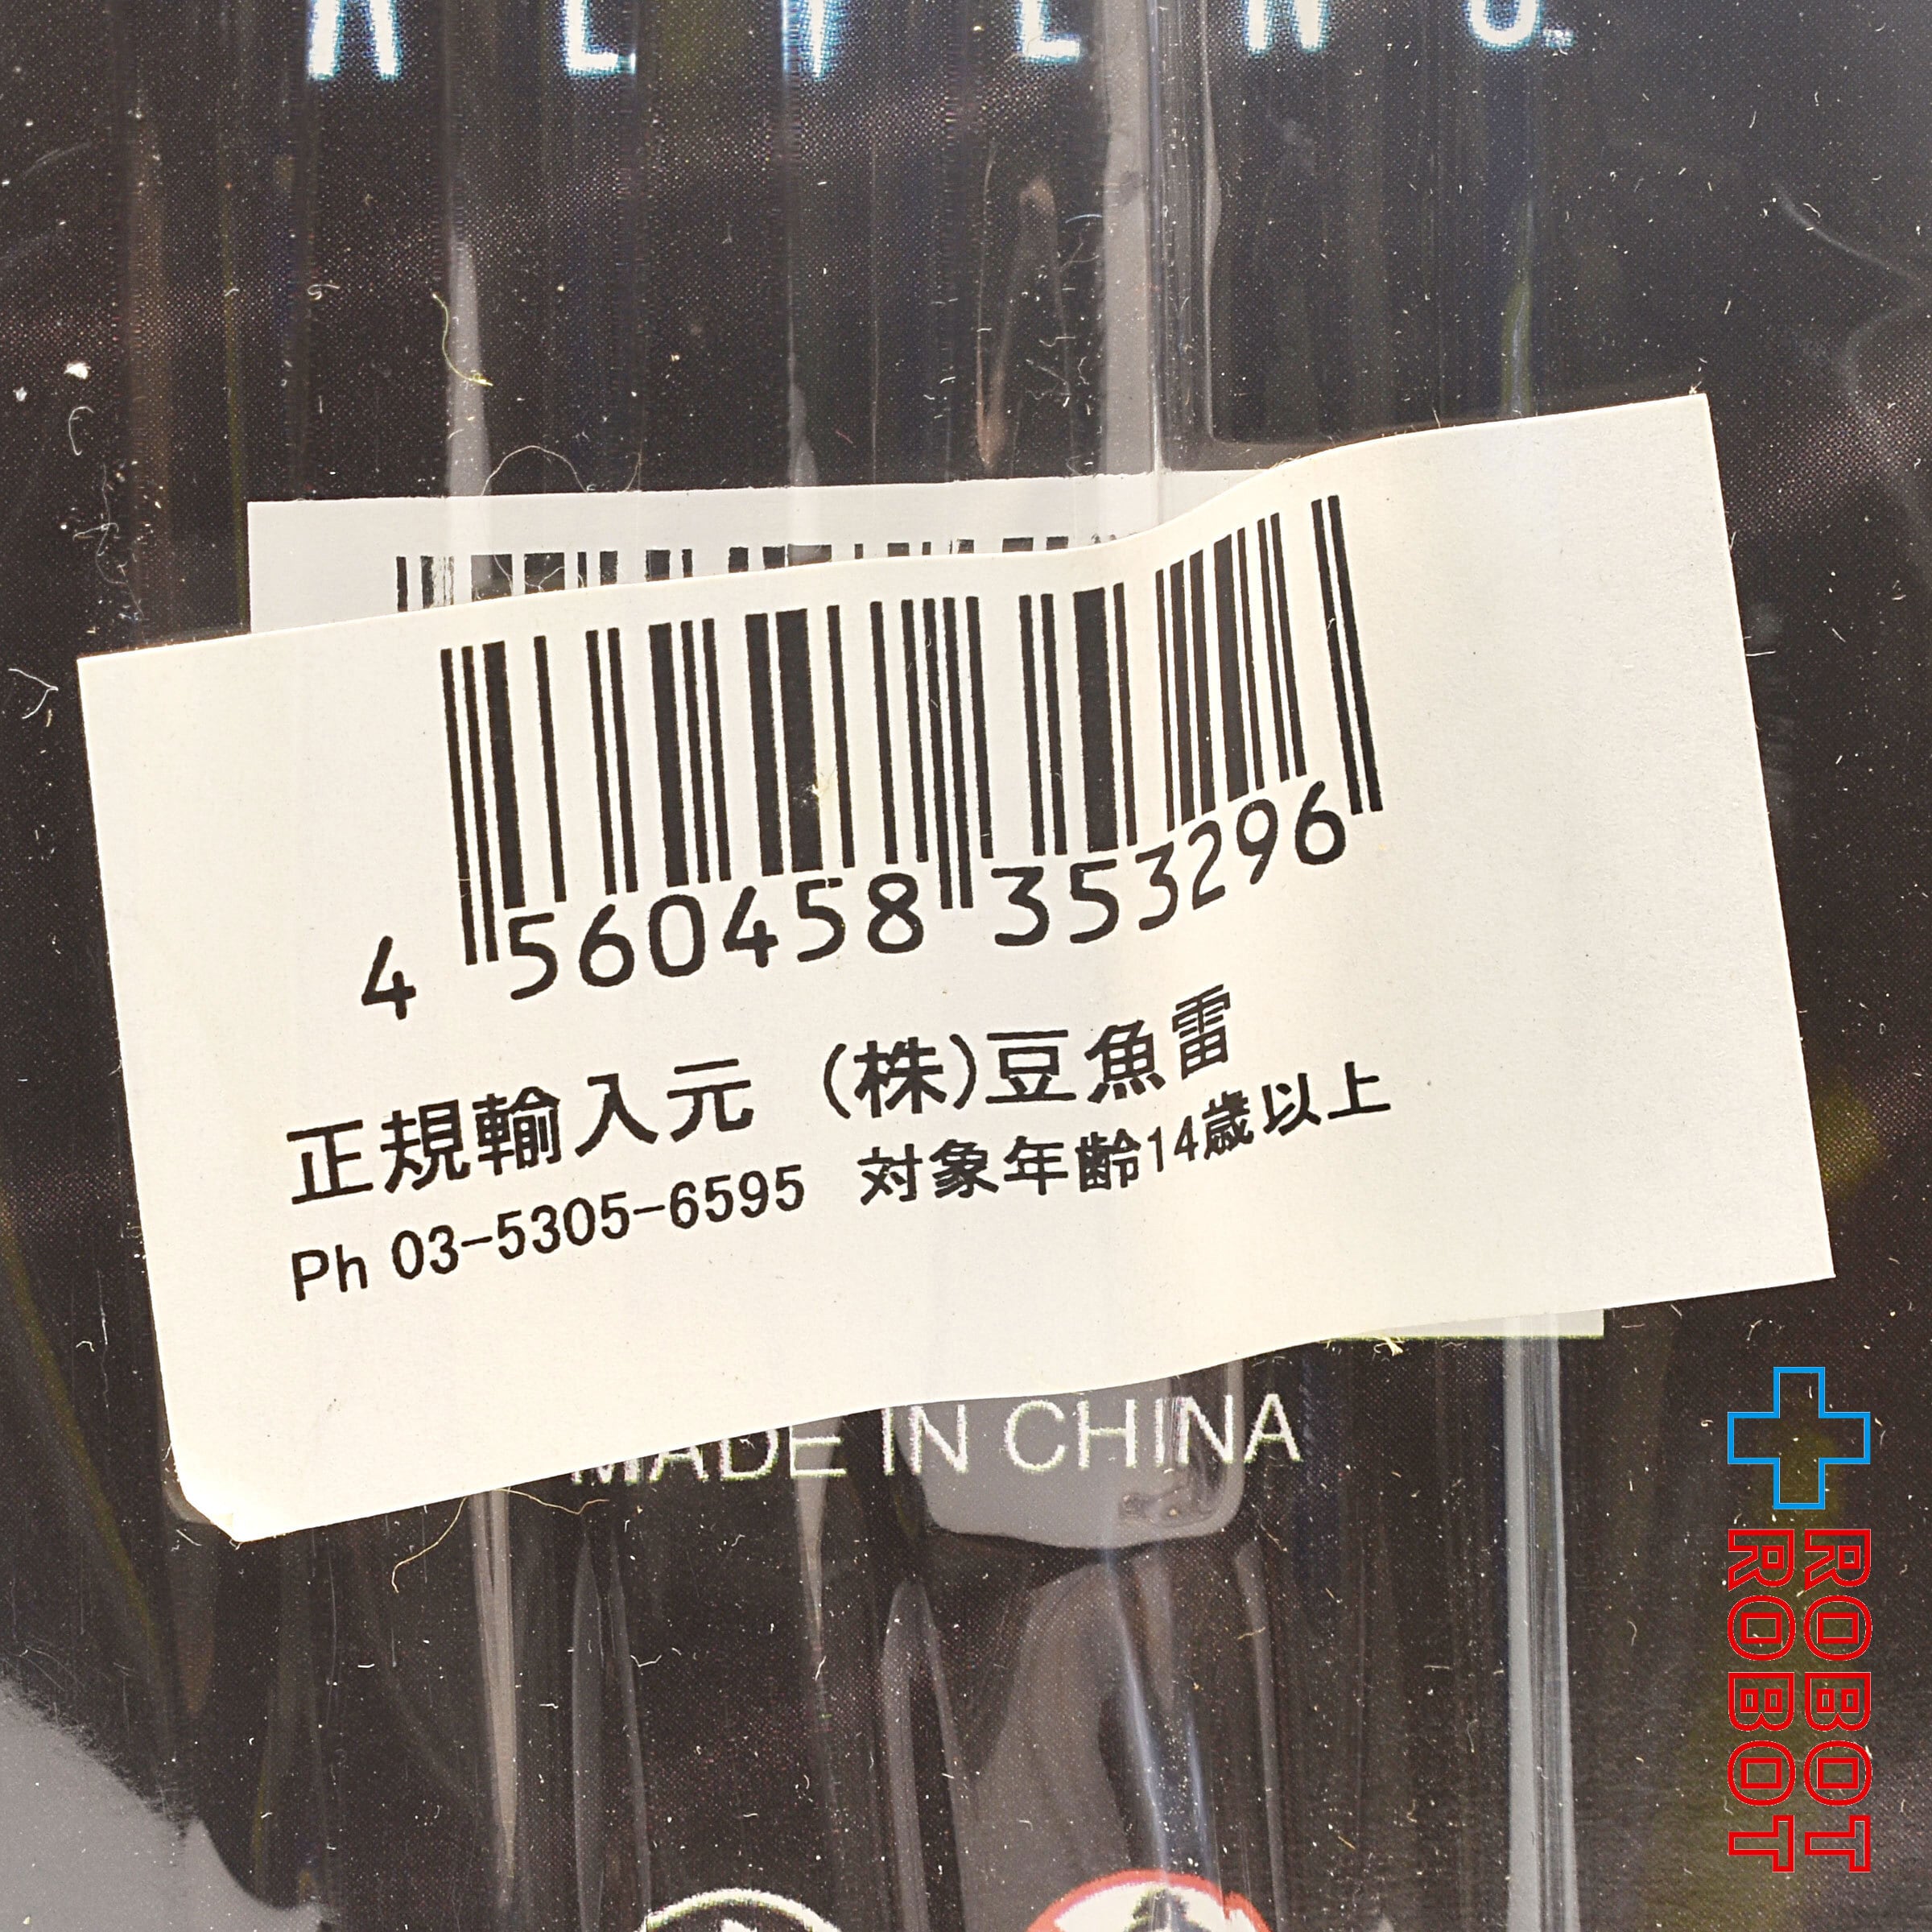 ALIENS
4 560458 353296
正規輸入元 (株)豆魚雷
Ph 03-5305-6595 対象年齢14歳以上
MADE IN CHINA
ROBOT
ROBOT